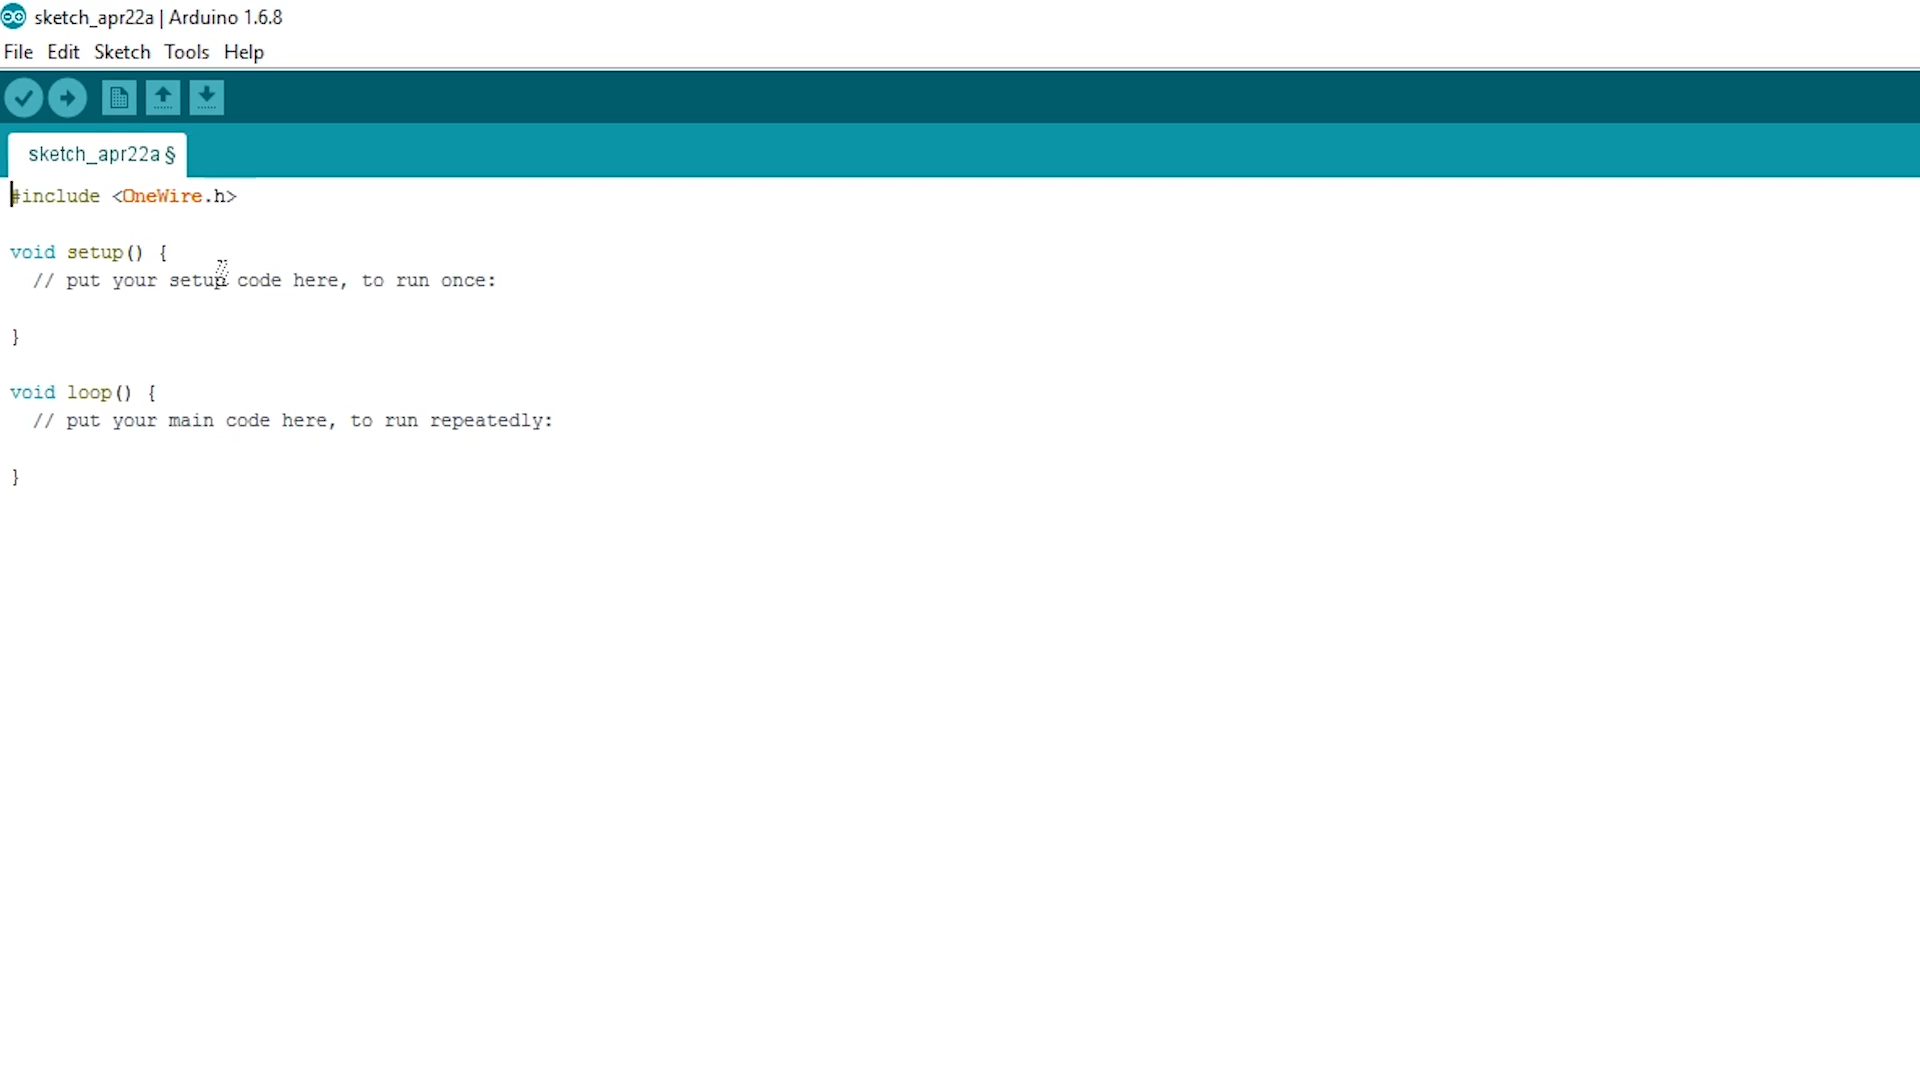 sketch_apr22a | Arduino 1.6.8
File Edit Sketch Tools Help
sketch_apr22a §
#include <OneWire.h>
void setup() {
// put your setup code here, to run once:
}
void loop() {
// put your main code here, to run repeatedly:
}